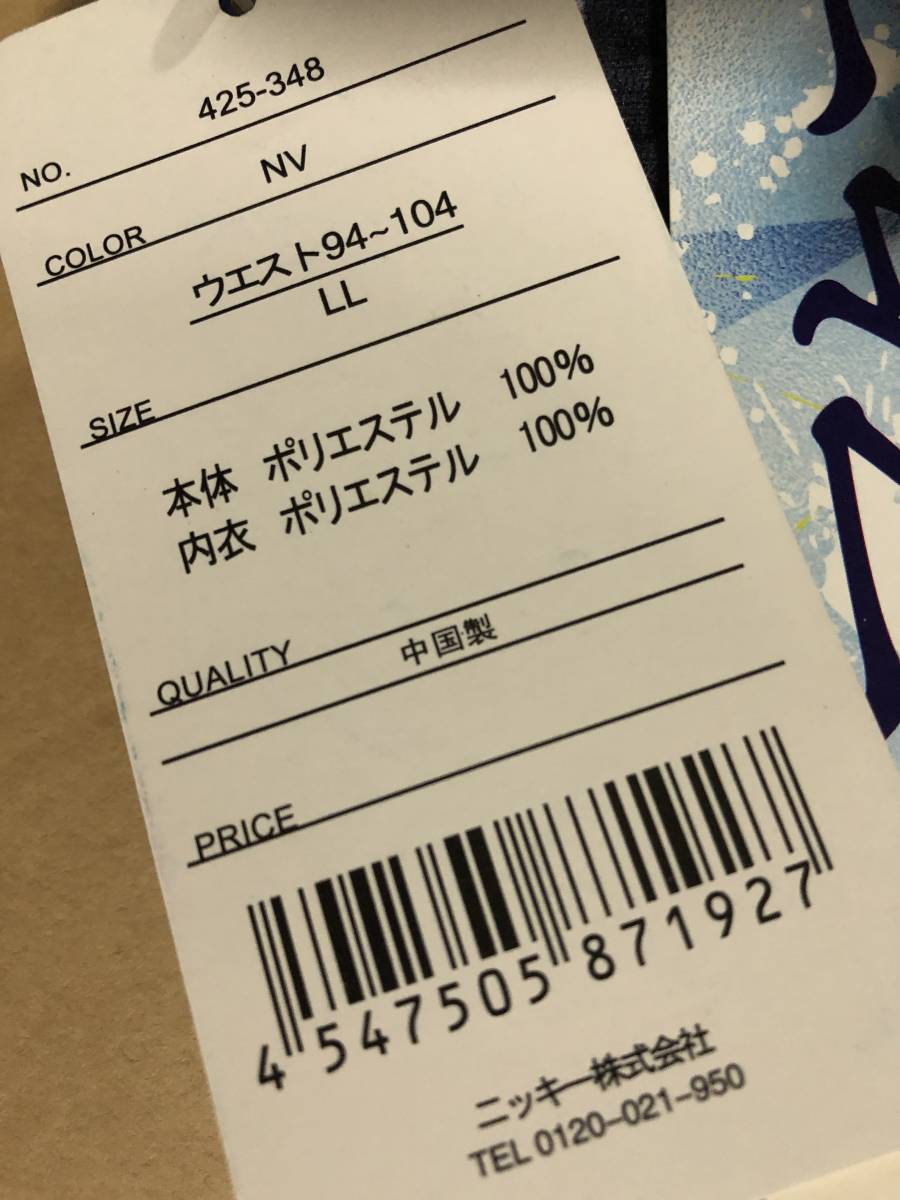 425-348
NO.
NV
COLOR
ウエスト94~104
LL
SIZE
本体 ポリエステル 100%
内衣 ポリエステル 100%
QUALITY
中国製
PRICE
4 547505 871927
ニッキー株式会社
TEL 0120-021-950